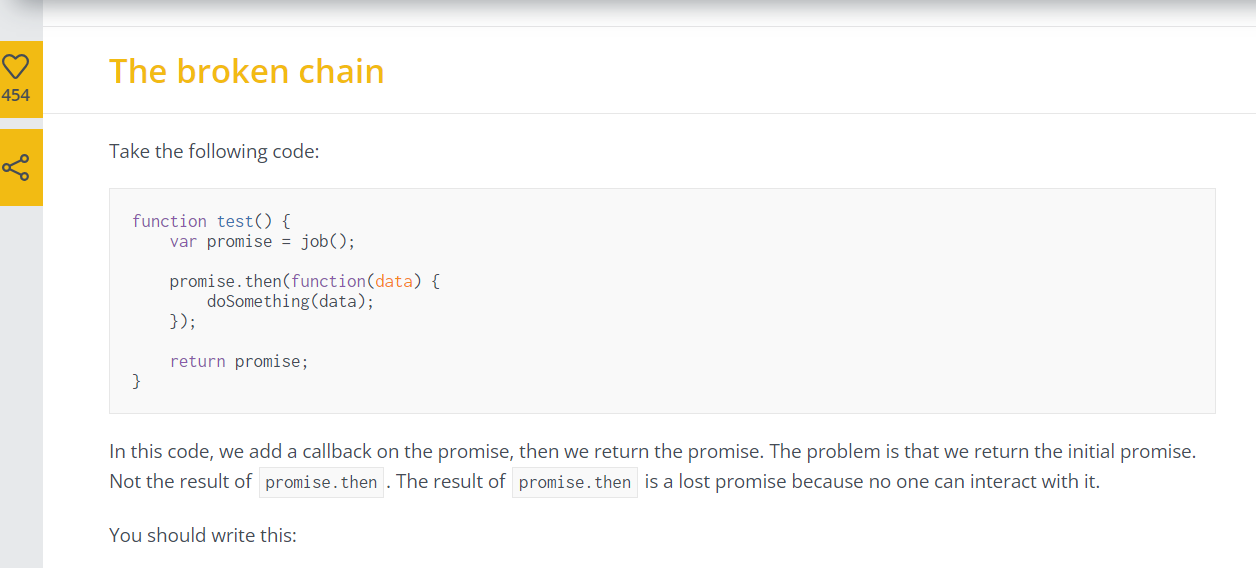 The broken chain
454
Take the following code:
function test() {
    var promise = job();
    promise.then(function(data) {
        doSomething(data);
    });
    return promise;
}
In this code, we add a callback on the promise, then we return the promise. The problem is that we return the initial promise.
Not the result of promise.then . The result of promise.then is a lost promise because no one can interact with it.
You should write this: